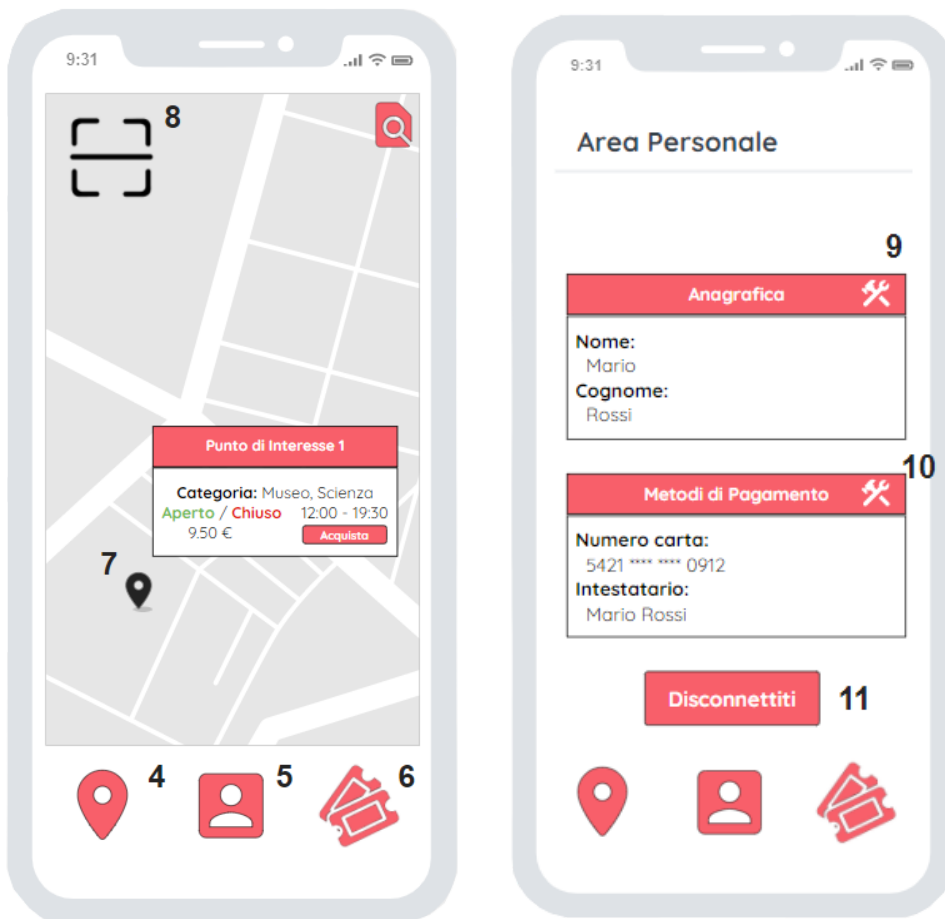 9:31
8
Punto di Interesse 1
Categoria: Museo, Scienza
Aperto / Chiuso 12:00 - 19:30
9.50 €
Acquista
7
4
5
6
9:31
Area Personale
9
Anagrafica
Nome:
Mario
Cognome:
Rossi
10
Metodi di Pagamento
Numero carta:
5421 **** **** 0912
Intestatario:
Mario Rossi
Disconnettiti
11